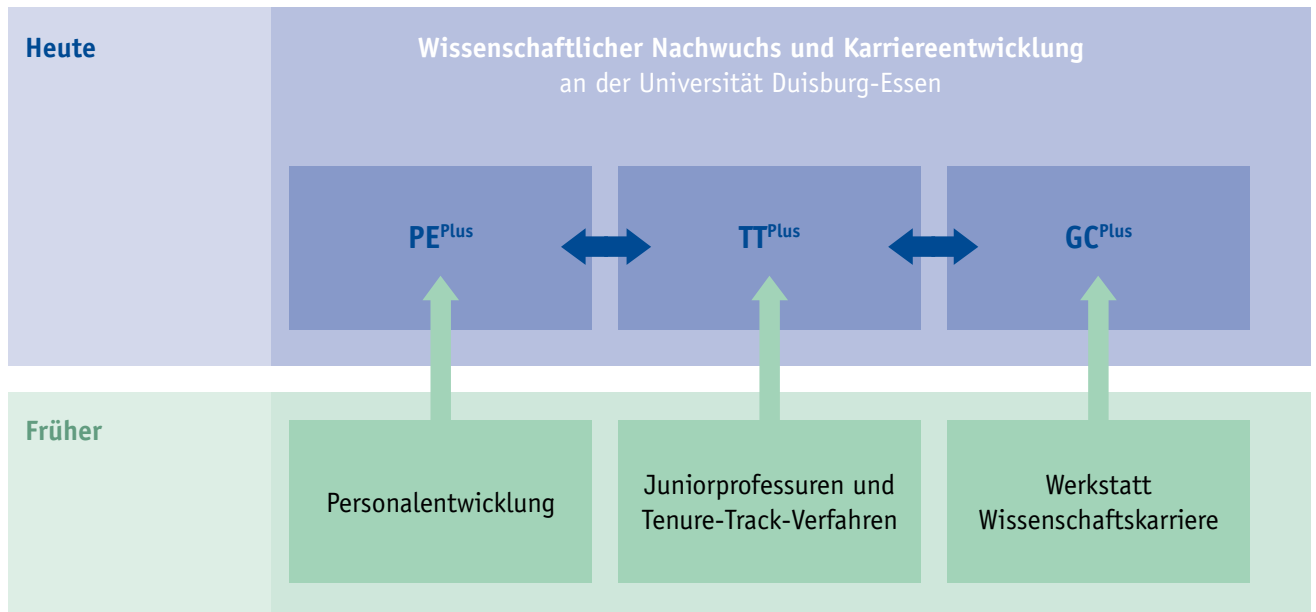 Heute
Wissenschaftlicher Nachwuchs und Karriereentwicklung
an der Universität Duisburg-Essen
PEPlus
TTPlus
GCPlus
Früher
Personalentwicklung
Juniorprofessuren und
Tenure-Track-Verfahren
Werkstatt
Wissenschaftskarriere